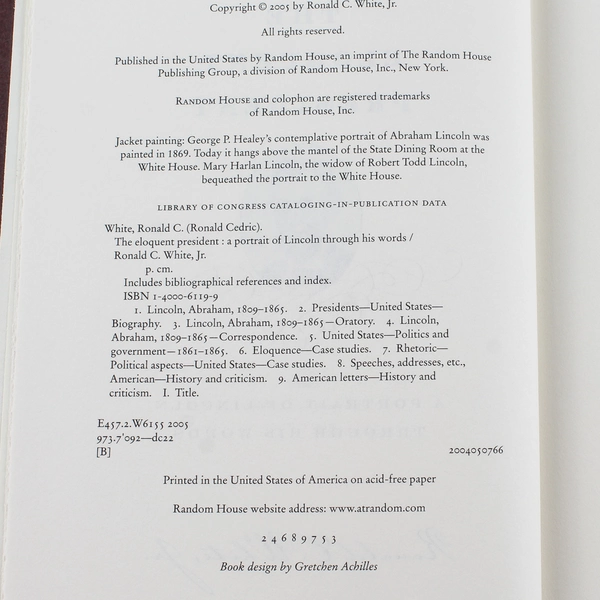 Copyright © 2005 by Ronald C. White, Jr.
All rights reserved.
Published in the United States by Random House, an imprint of The Random House
Publishing Group, a division of Random House, Inc., New York.
RANDOM HOUSE and colophon are registered trademarks
of Random House, Inc.
Jacket painting: George P. Healey's contemplative portrait of Abraham Lincoln was
painted in 1869. Today it hangs above the mantel of the State Dining Room at the
White House. Mary Harlan Lincoln, the widow of Robert Todd Lincoln,
bequeathed the portrait to the White House.
LIBRARY OF CONGRESS CATALOGING-IN-PUBLICATION DATA
White, Ronald C. (Ronald Cedric).
The eloquent president : a portrait of Lincoln through his words /
Ronald C. White, Jr.
p. cm.
Includes bibliographical references and index.
ISBN 1-4000-6119-9
1. Lincoln, Abraham, 1809–1865. 2. Presidents—United States—
Biography. 3. Lincoln, Abraham, 1809–1865—Oratory. 4. Lincoln,
Abraham, 1809–1865—Correspondence. 5. United States—Politics and
government—1861–1865. 6. Eloquence—Case studies. 7. Rhetoric—
Political aspects—United States—Case studies. 8. Speeches, addresses, etc.,
American—History and criticism. 9. American letters—History and
criticism. I. Title.
E457.2.W6155 2005
973.7'092—dc22
[B] 2004050766
Printed in the United States of America on acid-free paper
Random House website address: www.atrandom.com
2 4 6 8 9 7 5 3
Book design by Gretchen Achilles